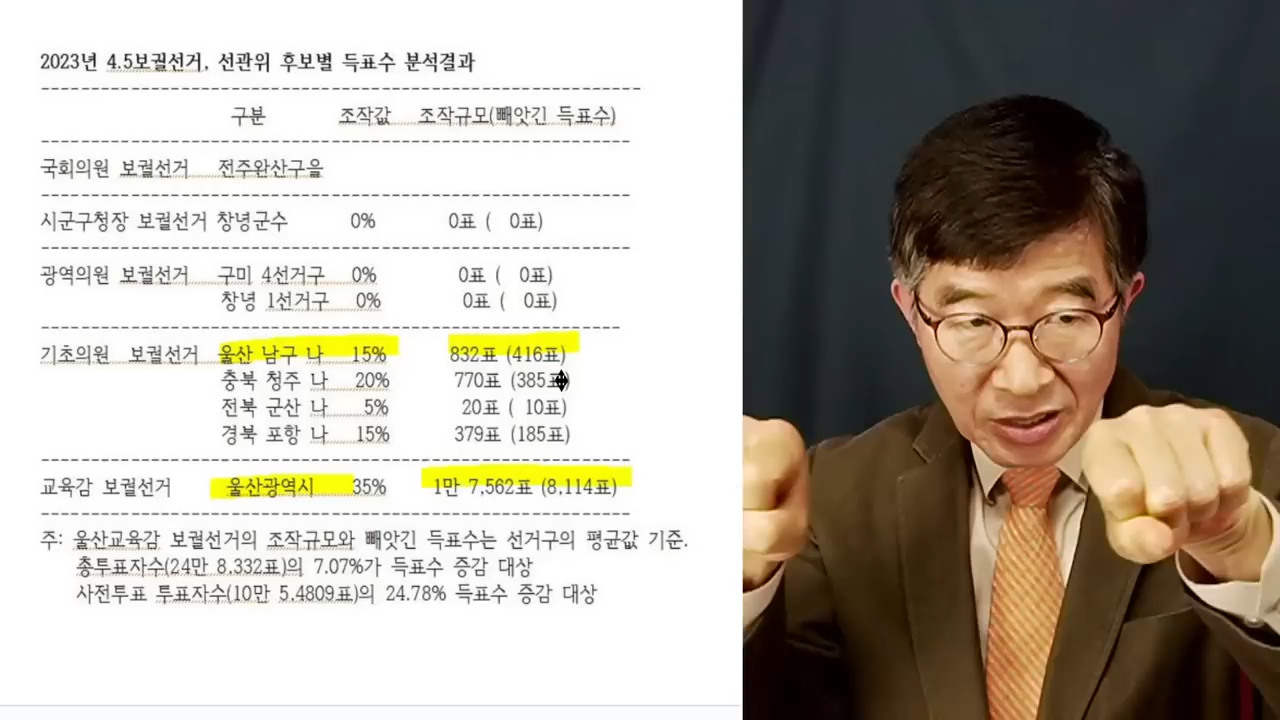 2023년 4.5보궐선거, 선관위 후보별 득표수 분석결과
구분 조작값 조작규모(빼앗긴 득표수)
국회의원 보궐선거 전주완산구을
시군구청장 보궐선거 창녕군수 0% 0표 ( 0표)
광역의원 보궐선거 구미 4선거구 0% 0표 ( 0표)
창녕 1선거구 0% 0표 ( 0표)
기초의원 보궐선거 울산 남구 나 15% 832표 (416표)
충북 청주 나 20% 770표 (385표)
전북 군산 나 5% 20표 ( 10표)
경북 포항 나 15% 379표 (185표)
교육감 보궐선거 울산광역시 35% 1만 7,562표 (8,114표)
주: 울산교육감 보궐선거의 조작규모와 빼앗긴 득표수는 선거구의 평균값 기준.
총투표자수(24만 8.332표)의 7.07%가 득표수 증감 대상
사전투표 투표자수(10만 5.4809표)의 24.78% 득표수 증감 대상